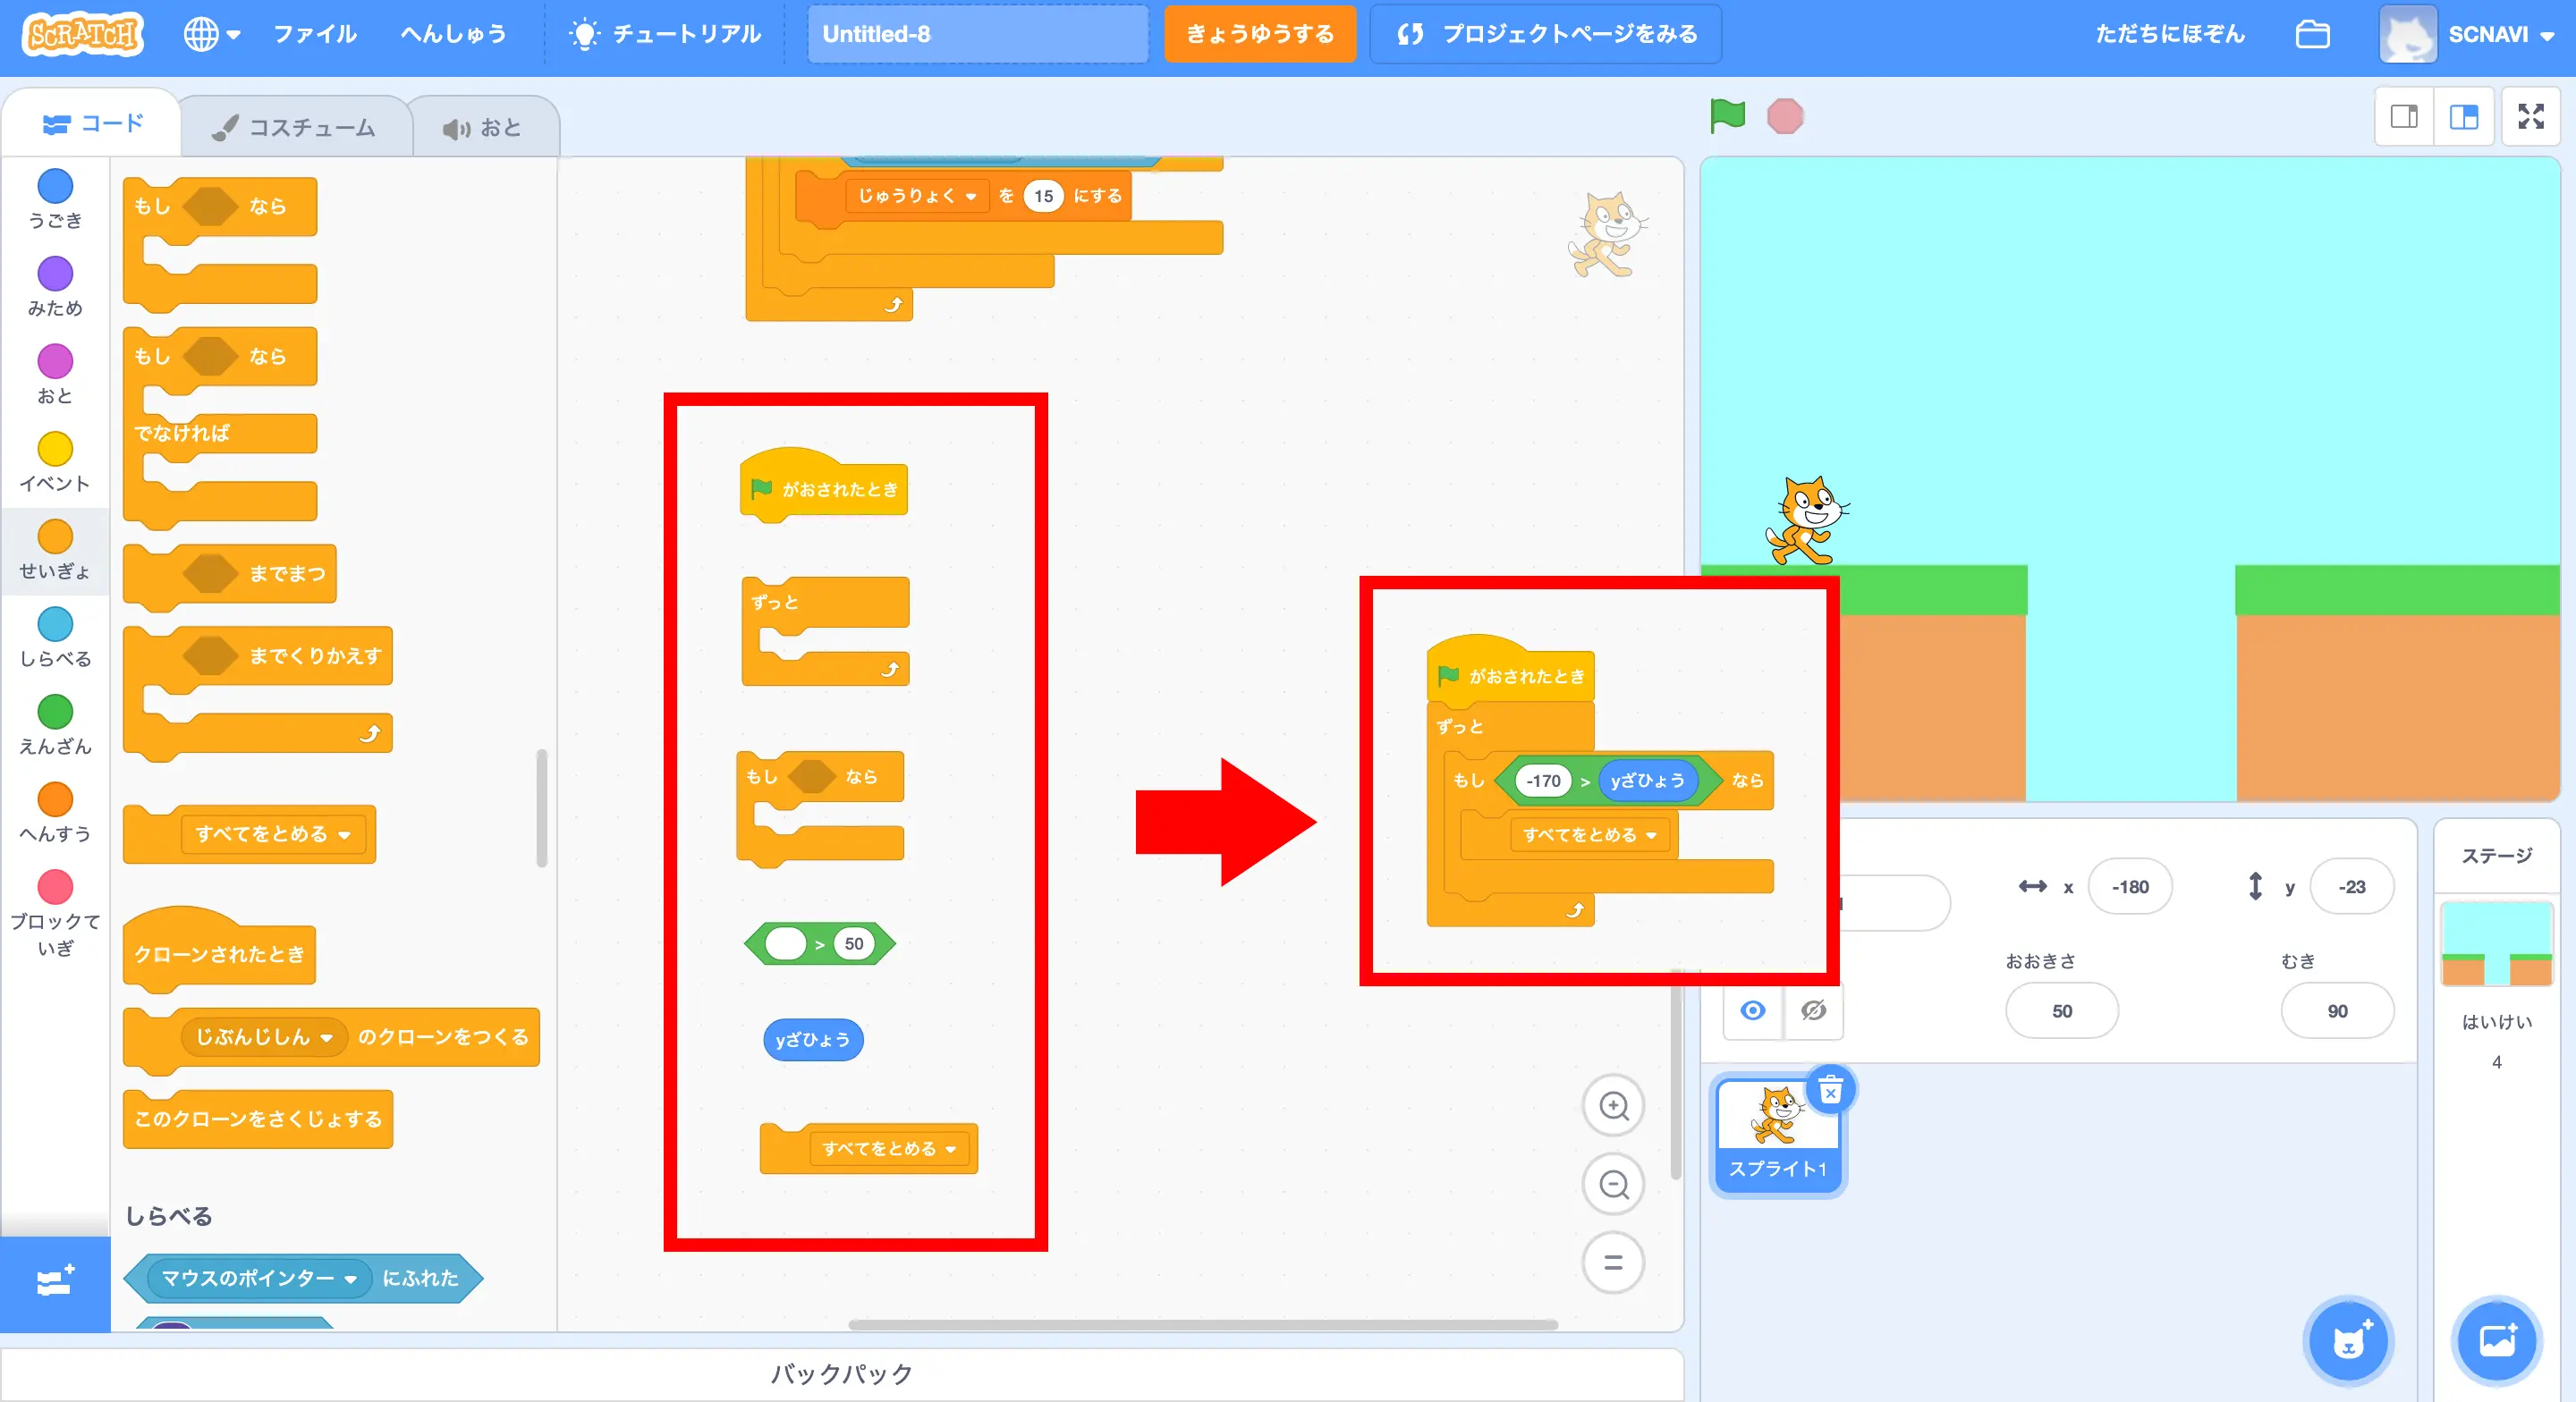 SCRATCH
ファイル
へんしゅう
チュートリアル
Untitled-8
きょうゆうする
プロジェクトページをみる
ただちにほぞん
SCNAVI
コード
コスチューム
おと
うごき
みため
おと
イベント
せいぎょ
しらべる
えんざん
へんすう
ブロックて
いぎ
もし なら
もし なら
でなければ
までまつ
までくりかえす
すべてをとめる
クローンされたとき
じぶんじしん のクローンをつくる
このクローンをさくじょする
しらべる
マウスのポインター にふれた
じゅうりょく を 15 にする
がおされたとき
ずっと
もし なら
> 50
yざひょう
すべてをとめる
がおされたとき
ずっと
もし -170 > yざひょう なら
すべてをとめる
x -180
y -23
おおきさ
50
むき
90
スプライト1
ステージ
はいけい
4
バックパック